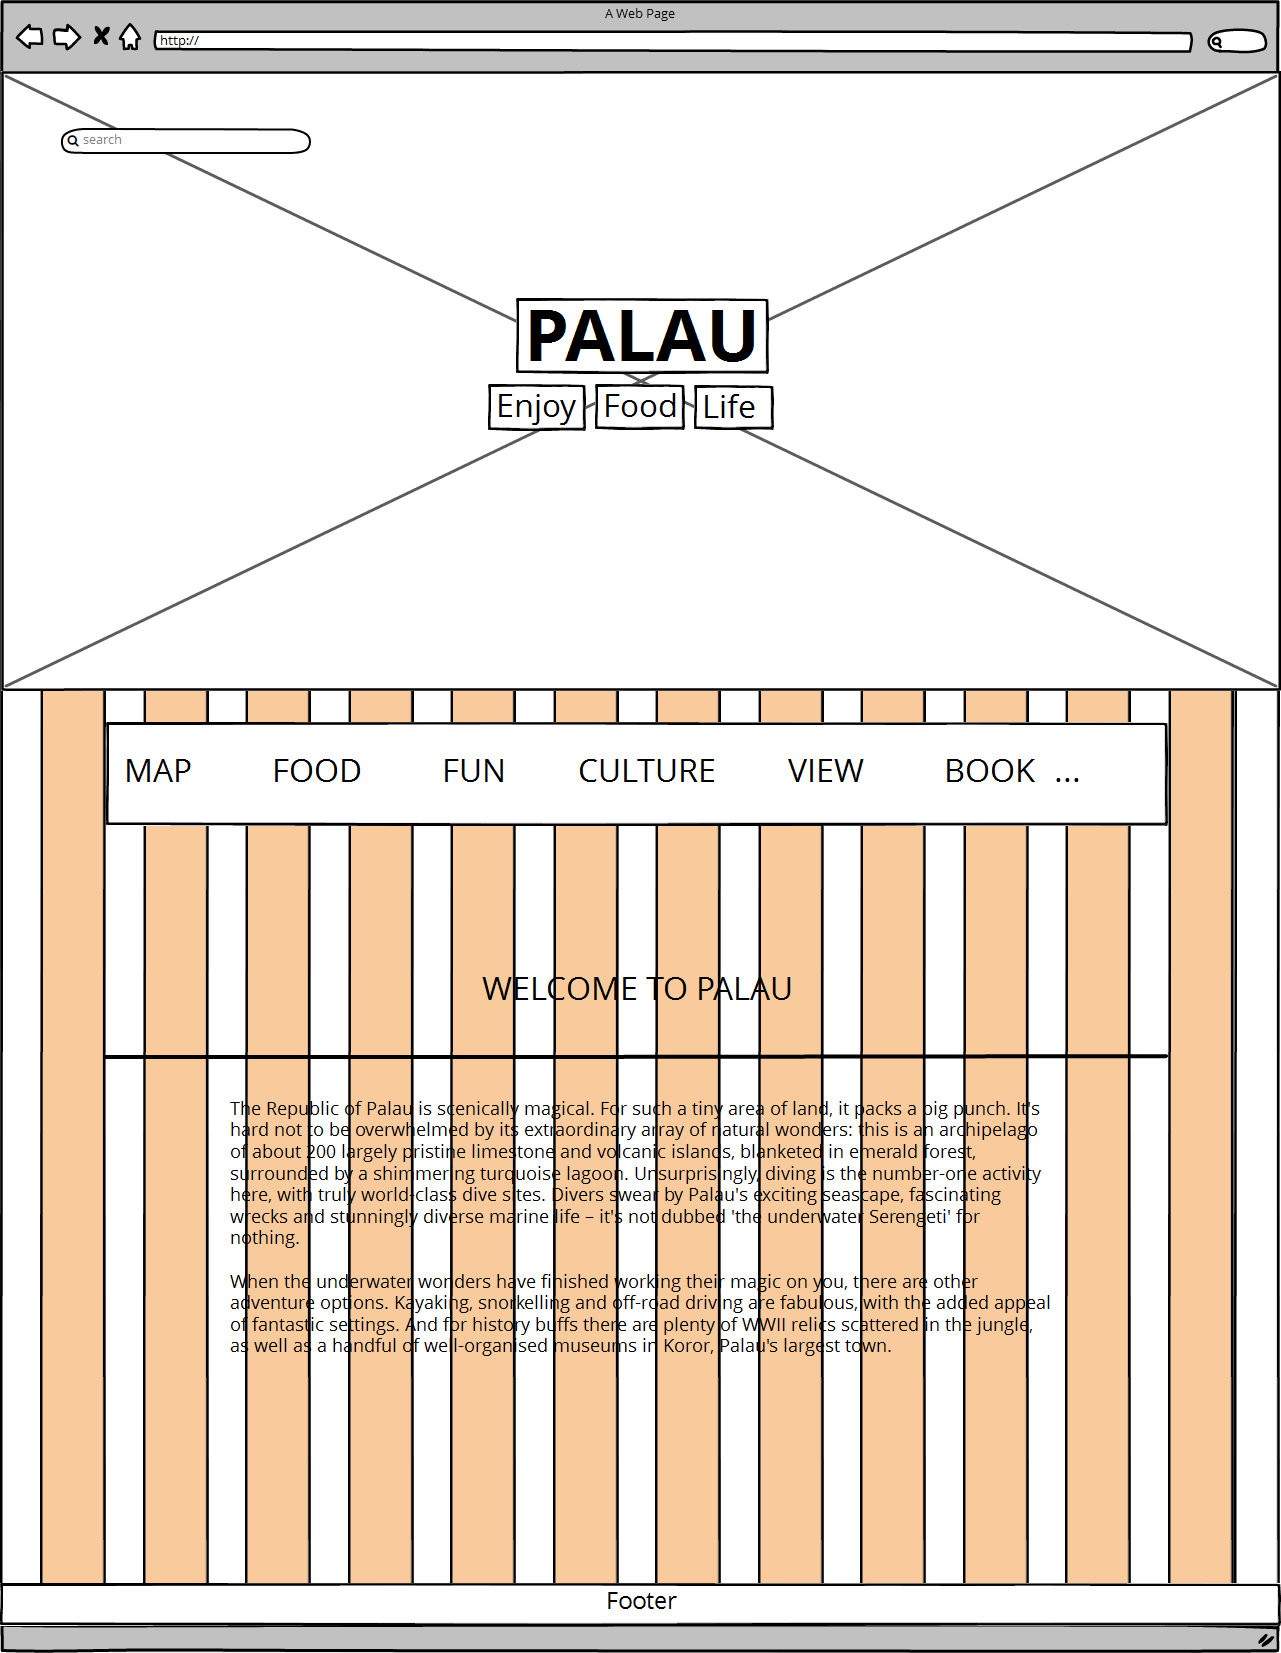 A Web Page
http://
search
PALAU
Enjoy Food Life
MAP FOOD FUN CULTURE VIEW BOOK ...
WELCOME TO PALAU
The Republic of Palau is scenically magical. For such a tiny area of land, it packs a big punch. It's
hard not to be overwhelmed by its extraordinary array of natural wonders: this is an archipelago
of about 200 largely pristine limestone and volcanic islands, blanketed in emerald forest,
surrounded by a shimmering turquoise lagoon. Unsurprisingly, diving is the number-one activity
here, with truly world-class dive sites. Divers swear by Palau's exciting seascape, fascinating
wrecks and stunningly diverse marine life – it's not dubbed 'the underwater Serengeti' for
nothing.
When the underwater wonders have finished working their magic on you, there are other
adventure options. Kayaking, snorkelling and off-road driving are fabulous, with the added appeal
of fantastic settings. And for history buffs there are plenty of WWII relics scattered in the jungle,
as well as a handful of well-organised museums in Koror, Palau's largest town.
Footer